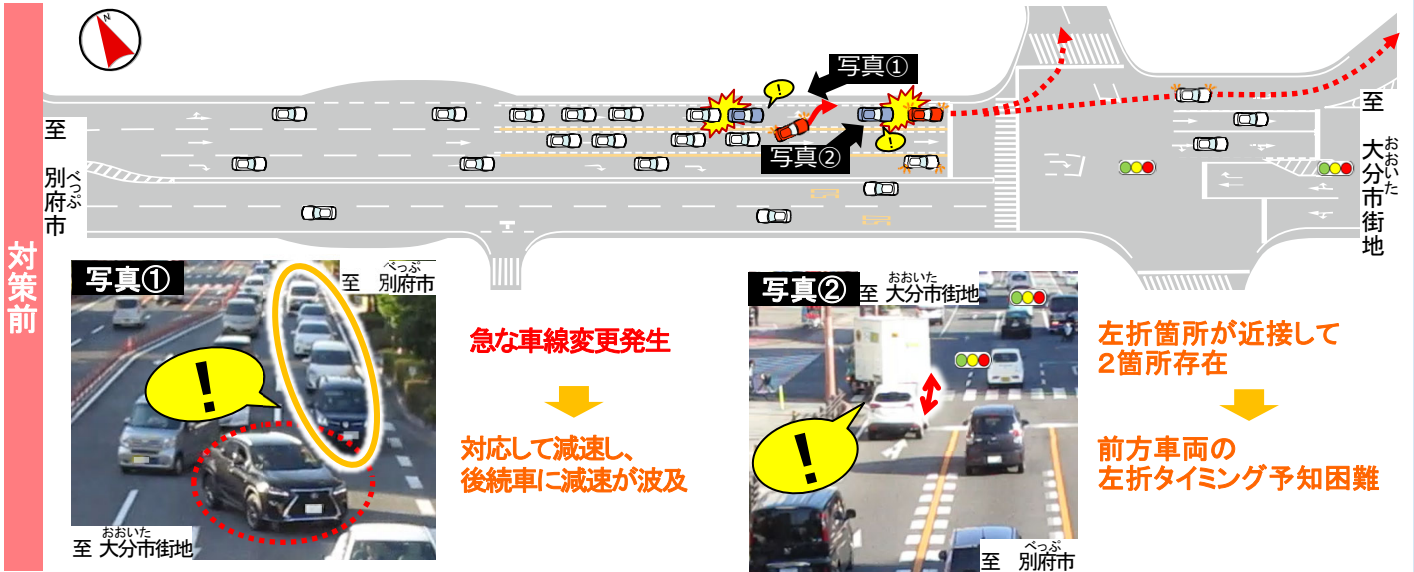 対策前
N
至 別府市
べっぷ
写真①
!
写真②
!
至 大分市街地
おおいた
写真①
べっぷ
至 別府市
!
おおいた
至 大分市街地
急な車線変更発生
対応して減速し、
後続車に減速が波及
写真②
おおいた
至 大分市街地
!
べっぷ
至 別府市
左折箇所が近接して
2箇所存在
前方車両の
左折タイミング予知困難